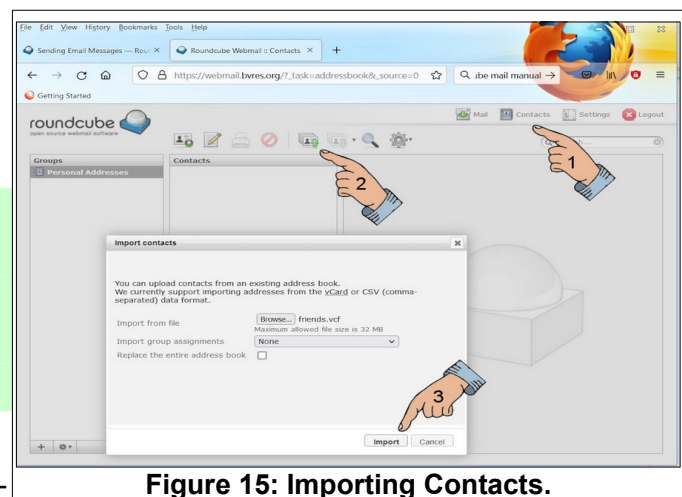 File Edit View History Bookmarks Tools Help
Sending Email Messages — Rou × Roundcube Webmail :: Contacts × +
https://webmail.bvres.org/?_task=addressbook&_source=0 ube mail manual →
Getting Started
roundcube
open source webmail software
Mail Contacts Settings Logout
1
2
Groups Contacts
Personal Addresses
Import contacts
You can upload contacts from an existing address book.
We currently support importing addresses from the vCard or CSV (comma-
separated) data format.
Import from file Browse... friends.vcf
Maximum allowed file size is 32 MB
Import group assignments None
Replace the entire address book
3
Import Cancel
Figure 15: Importing Contacts.